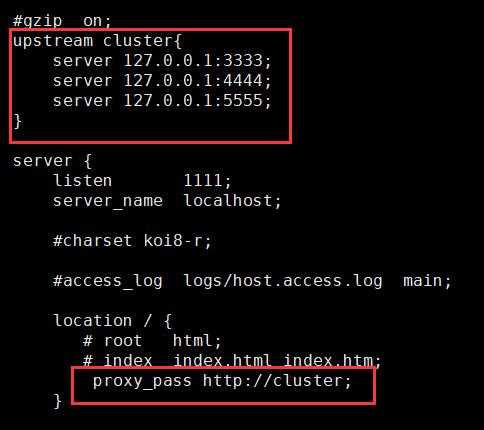 #gzip  on;
upstream cluster{
    server 127.0.0.1:3333;
    server 127.0.0.1:4444;
    server 127.0.0.1:5555;
}
server {
    listen       1111;
    server_name  localhost;
    #charset koi8-r;
    #access_log  logs/host.access.log  main;
    location / {
       # root   html;
       # index  index.html index.htm;
        proxy_pass http://cluster;
    }